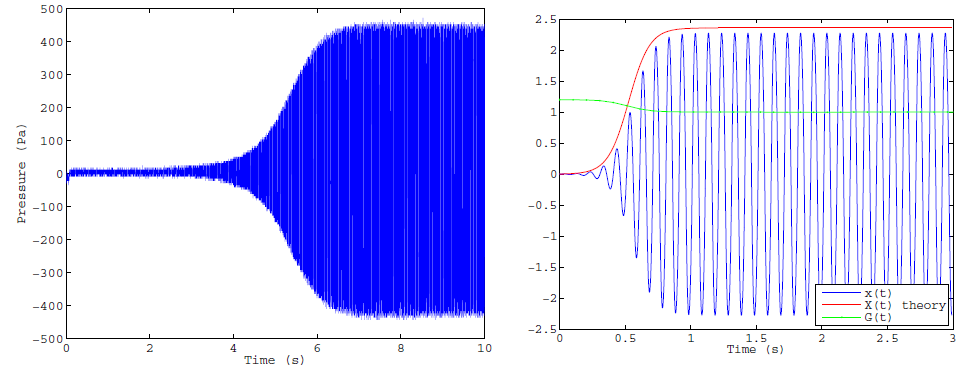 500
400
300
200
100
0
-100
-200
-300
-400
-500
Pressure (Pa)
0 2 4 6 8 10
Time (s)
2.5
2
1.5
1
0.5
0
-0.5
-1
-1.5
-2
-2.5
x(t)
X(t) theory
G(t)
0 0.5 1 1.5 2 2.5 3
Time (s)